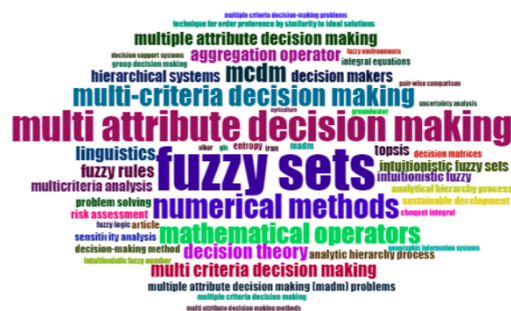 multiple criteria decision-making problems
technique for order preference by similarity to ideal solutions
multiple attribute decision making
decision support systems aggregation operator fuzzy environments
group decision making integral equations
hierarchical systems mcdm decision makers pair-wise comparison
multi-criteria decision making uncertainty analysis
agriculture groundwater
multi attribute decision making
linguistics vikor gis entropy iran madm topsis decision matrices
fuzzy rules fuzzy sets intuitionistic fuzzy sets
intuitionistic fuzzy
multicriteria analysis analytical hierarchy process
problem solving numerical methods sustainable development
risk assessment choquet integral
fuzzy logic article mathematical operators
sensitivity analysis
decision-making method decision theory analytic hierarchy process geographic information systems
intuitionistic fuzzy number
multi criteria decision making
multiple attribute decision making (madm) problems
multiple criteria decision making
multi attribute decision making methods